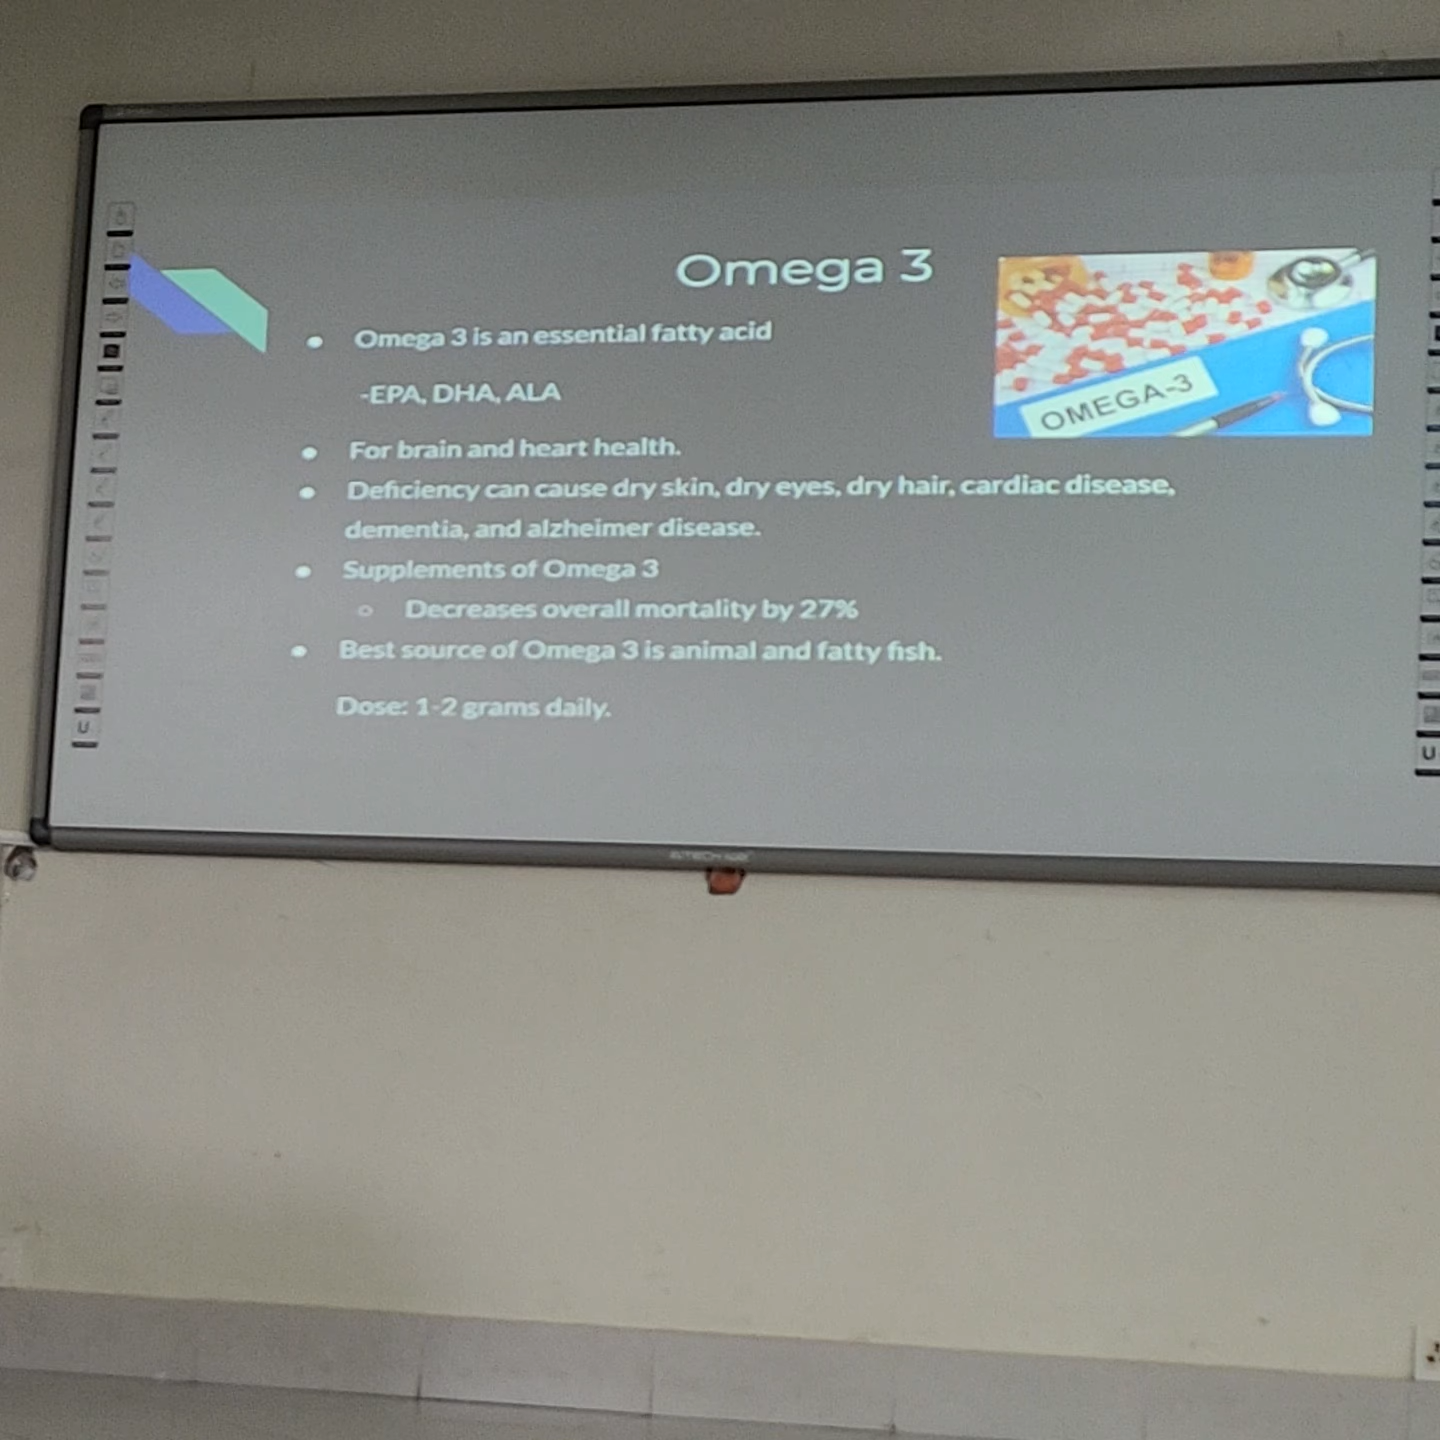 Omega 3
● Omega 3 is an essential fatty acid
-EPA, DHA, ALA
OMEGA-3
● For brain and heart health.
● Deficiency can cause dry skin, dry eyes, dry hair, cardiac disease,
dementia, and alzheimer disease.
● Supplements of Omega 3
○ Decreases overall mortality by 27%
● Best source of Omega 3 is animal and fatty fish.
Dose: 1-2 grams daily.